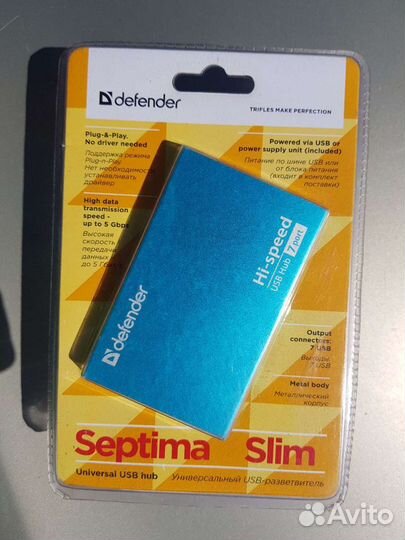 defender
TRIFLES MAKE PERFECTION
Plug-&-Play.
No driver needed
Поддержка режима
Plug-n-Play
Нет необходимости
устанавливать
драйвер
Powered via USB or
power supply unit (included)
Питание по шине USB или
от блока питания
(входит в комплект
поставки)
High data
transmission
speed -
up to 5 Gbps
Высокая
скорость
передачи
данных
до 5
Hi-speed
USB Hub 7 port
defender
Output
connectors:
7 USB
Выходы:
7 USB
Metal body
Металлический
корпус
Septima Slim
Universal USB hub
Универсальный USB-разветвитель
Avito